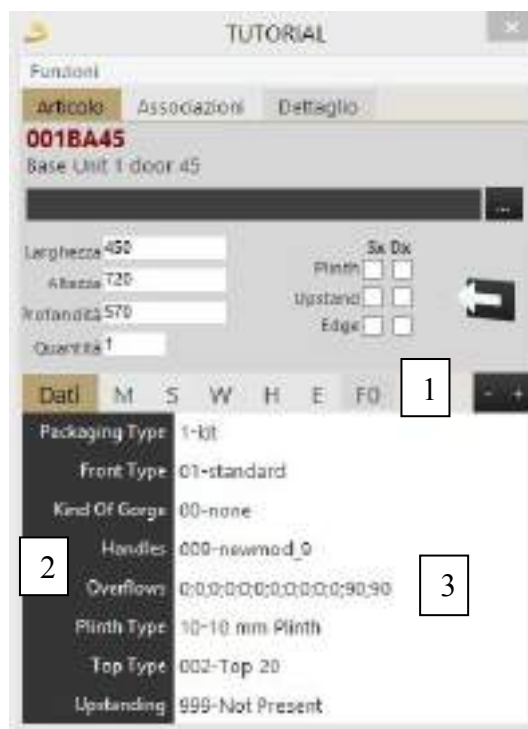 TUTORIAL
Funzioni
Articolo Associazioni Dettaglio
001BA45
Base Unit 1 door 45
...
Sx Dx
Larghezza 450
Plinth
Altezza 720
Upstand
Profondità 570
Edge
Quantità 1
Dati M S W H E F0 1 - +
Packaging Type 1-kit
Front Type 01-standard
Kind Of Gorge 00-none
Handles 000-newmod_0
2
Overflows 0;0;0;0;0;0;0;0;0;0;90;90
3
Plinth Type 10-10 mm Plinth
Top Type 002-Top 20
Upstanding 999-Not Present